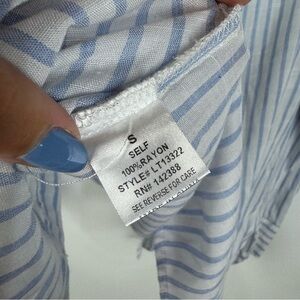 S
SELF
100%RAYON
STYLE# LT13322
RN# 142388
SEE REVERSE FOR CARE